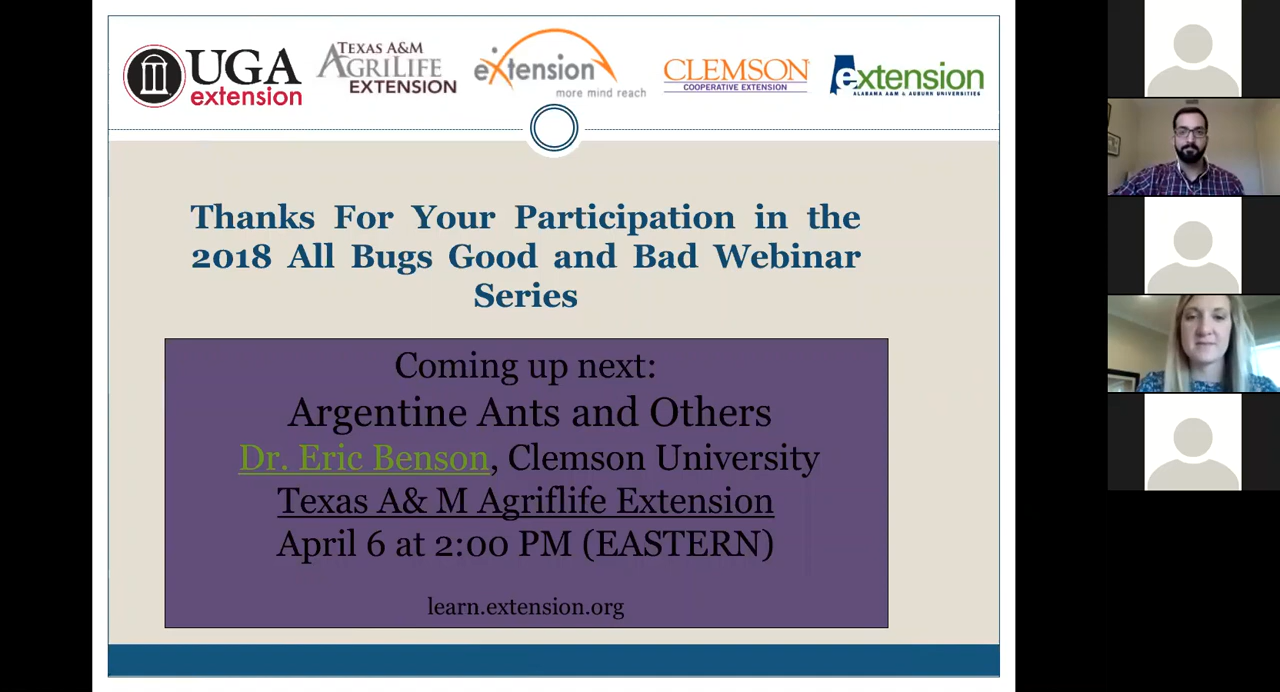 UGA
extension
TEXAS A&M
AGRILIFE
EXTENSION
eXtension
more mind reach
CLEMSON
COOPERATIVE EXTENSION
extension
ALABAMA A&M & AUBURN UNIVERSITIES
Thanks For Your Participation in the
2018 All Bugs Good and Bad Webinar
Series
Coming up next:
Argentine Ants and Others
Dr. Eric Benson, Clemson University
Texas A& M Agriflife Extension
April 6 at 2:00 PM (EASTERN)
learn.extension.org